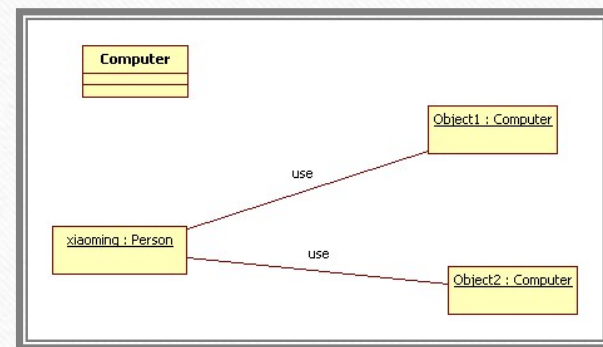 Computer
Object1 : Computer
use
xiaoming : Person
use
Object2 : Computer